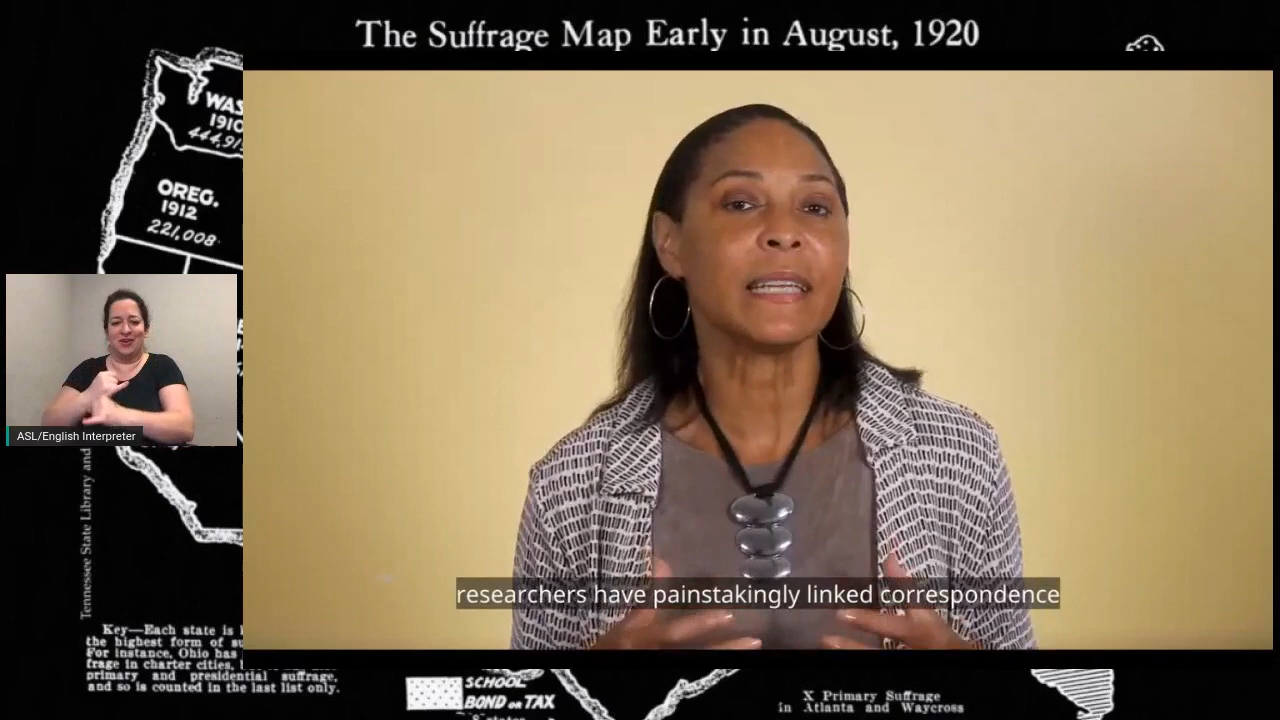 The Suffrage Map Early in August, 1920
WAS
1910
OREG.
1912
221,008
ASL/English Interpreter
researchers have painstakingly linked correspondence
Tennessee State Library and
Key—Each state is
the highest form of su
For instance, Ohio has
frage in charter cities,
primary and presidential suffrage,
and so is counted in the last list only.
SCHOOL
BOND or TAX
X Primary Suffrage
in Atlanta and Waycross